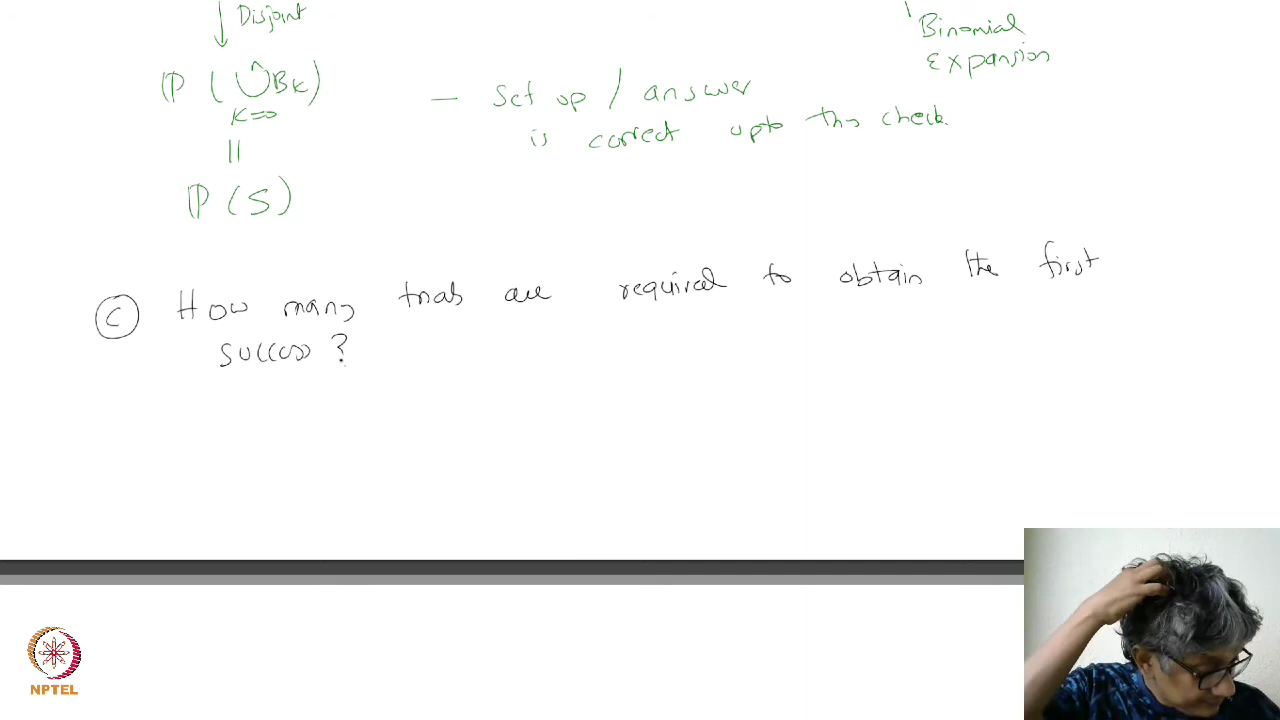 ↓ Disjoint
Binomial
Expansion
ℙ ( ⋃ⁿ Bk )
K=0
— Set up / answer
is correct upto this check.
||
ℙ (S)
Ⓒ How many trials are required to obtain the first
success ?
NPTEL